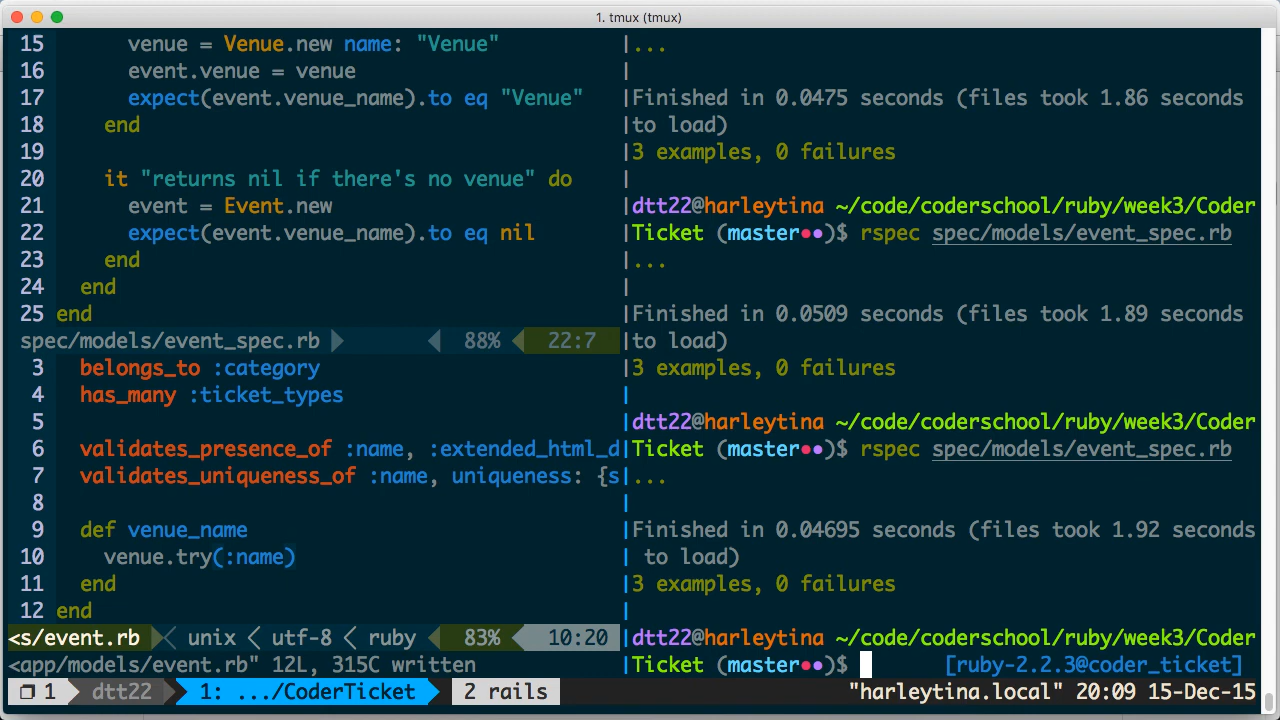 1. tmux (tmux)
15 venue = Venue.new name: "Venue"
16 event.venue = venue
17 expect(event.venue_name).to eq "Venue"
18 end
19
20 it "returns nil if there's no venue" do
21 event = Event.new
22 expect(event.venue_name).to eq nil
23 end
24 end
25 end
spec/models/event_spec.rb 88% 22:7
3 belongs_to :category
4 has_many :ticket_types
5
6 validates_presence_of :name, :extended_html_d
7 validates_uniqueness_of :name, uniqueness: {s
8
9 def venue_name
10 venue.try(:name)
11 end
12 end
<s/event.rb unix < utf-8 < ruby 83% 10:20
<app/models/event.rb" 12L, 315C written
...
Finished in 0.0475 seconds (files took 1.86 seconds
to load)
3 examples, 0 failures
dtt22@harleytina ~/code/coderschool/ruby/week3/Coder
Ticket (master●●)$ rspec spec/models/event_spec.rb
...
Finished in 0.0509 seconds (files took 1.89 seconds
to load)
3 examples, 0 failures
dtt22@harleytina ~/code/coderschool/ruby/week3/Coder
Ticket (master●●)$ rspec spec/models/event_spec.rb
...
Finished in 0.04695 seconds (files took 1.92 seconds
to load)
3 examples, 0 failures
dtt22@harleytina ~/code/coderschool/ruby/week3/Coder
Ticket (master●●)$ [ruby-2.2.3@coder_ticket]
❐ 1 dtt22 1: .../CoderTicket 2 rails "harleytina.local" 20:09 15-Dec-15